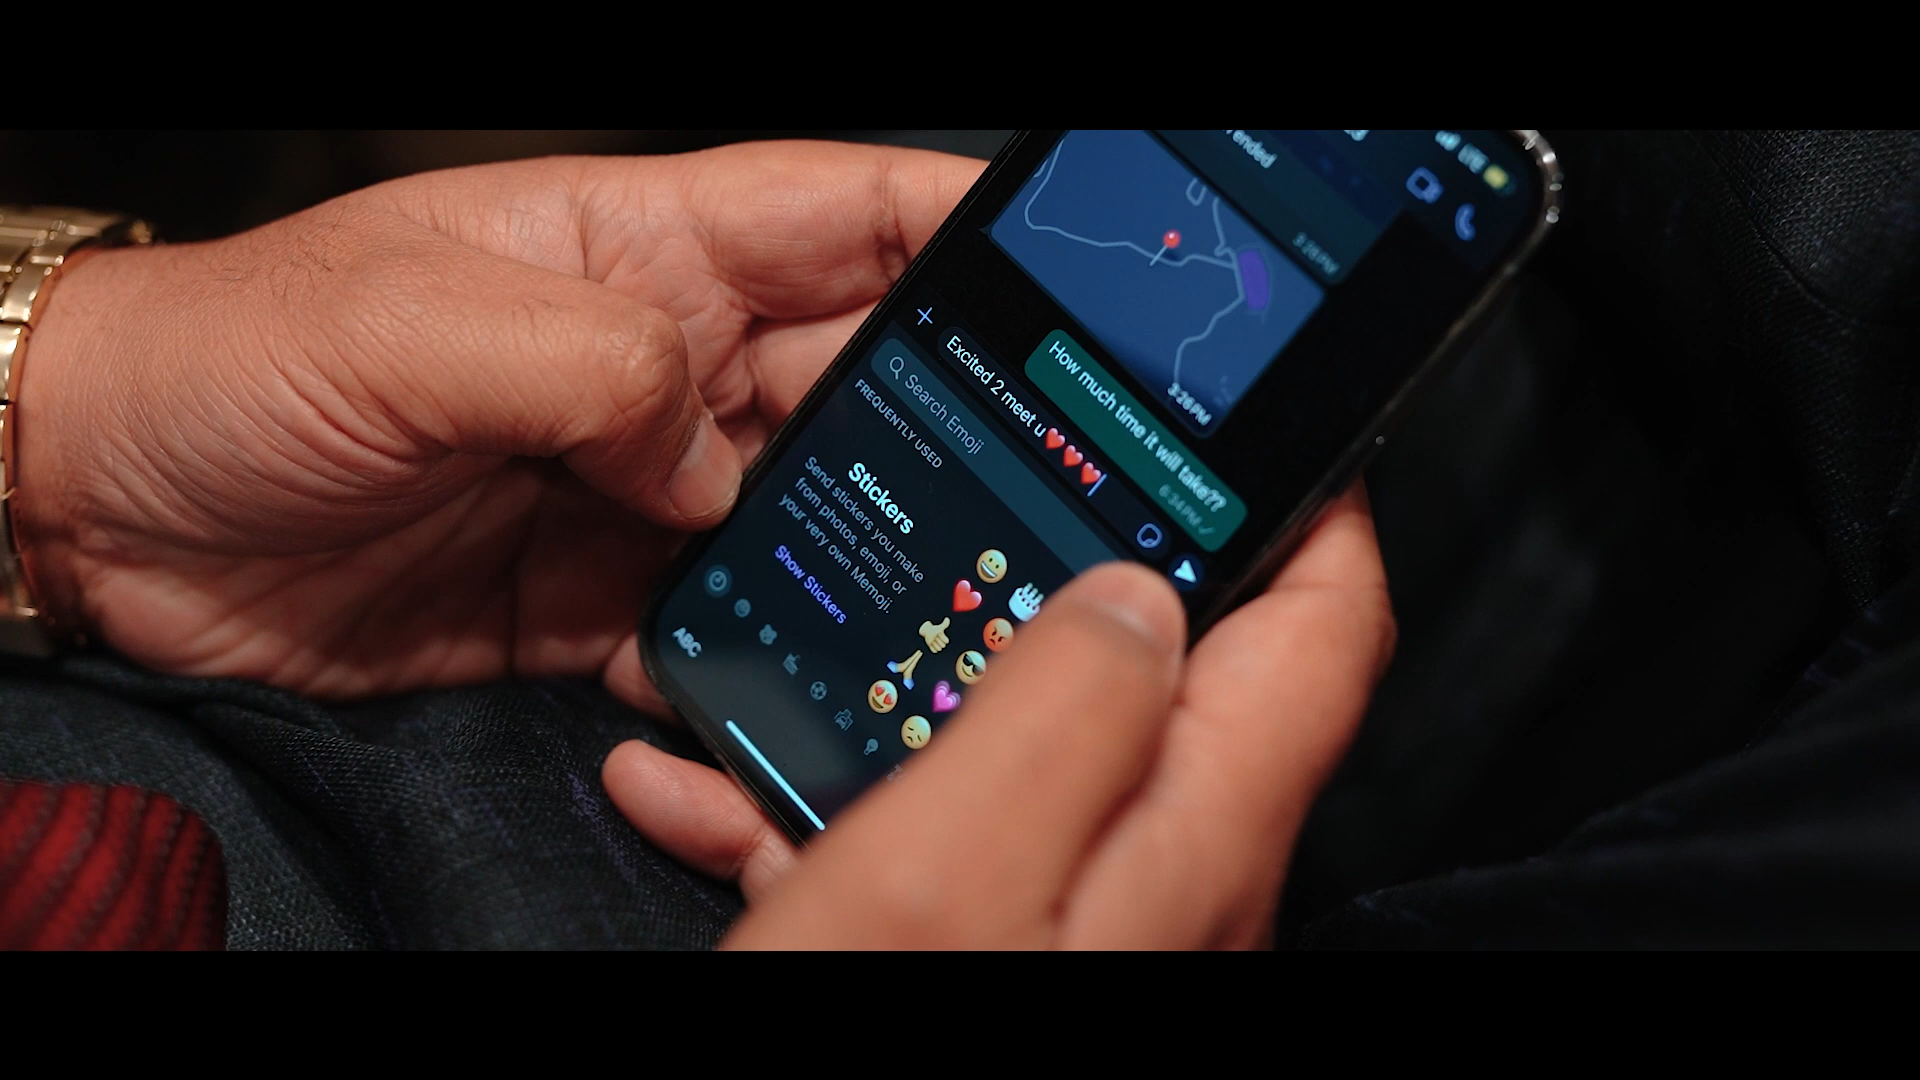 LTE
ended
3:26 PM
3:26 PM
How much time it will take??
6:34 PM
Excited 2 meet u❤️❤️❤️
Search Emoji
FREQUENTLY USED
Stickers
Send stickers you make
from photos, emoji, or
your very own Memoji.
Show Stickers
ABC